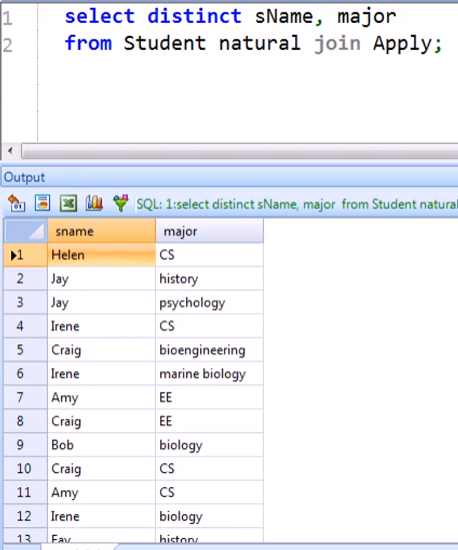 1 select distinct sName, major
2 from Student natural join Apply;
Output
SQL: 1:select distinct sName, major from Student natural
sname major
1 Helen CS
2 Jay history
3 Jay psychology
4 Irene CS
5 Craig bioengineering
6 Irene marine biology
7 Amy EE
8 Craig EE
9 Bob biology
10 Craig CS
11 Amy CS
12 Irene biology
13 Fay history